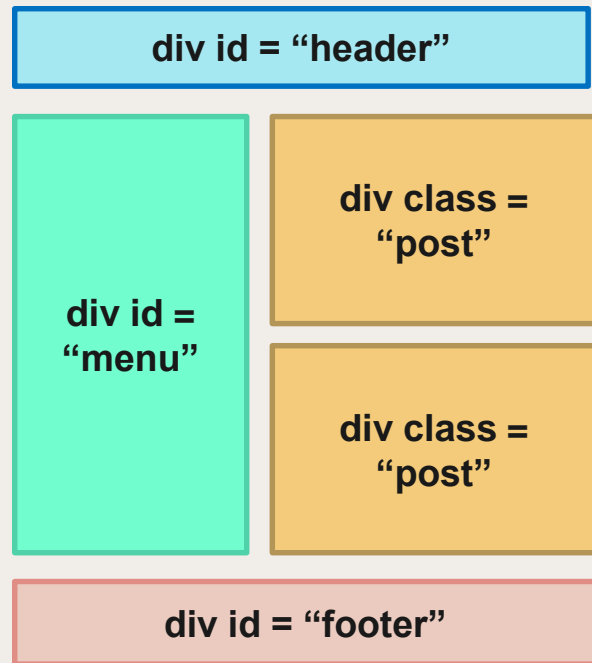 div id = “header”
div id =
“menu”
div class =
“post”
div class =
“post”
div id = “footer”